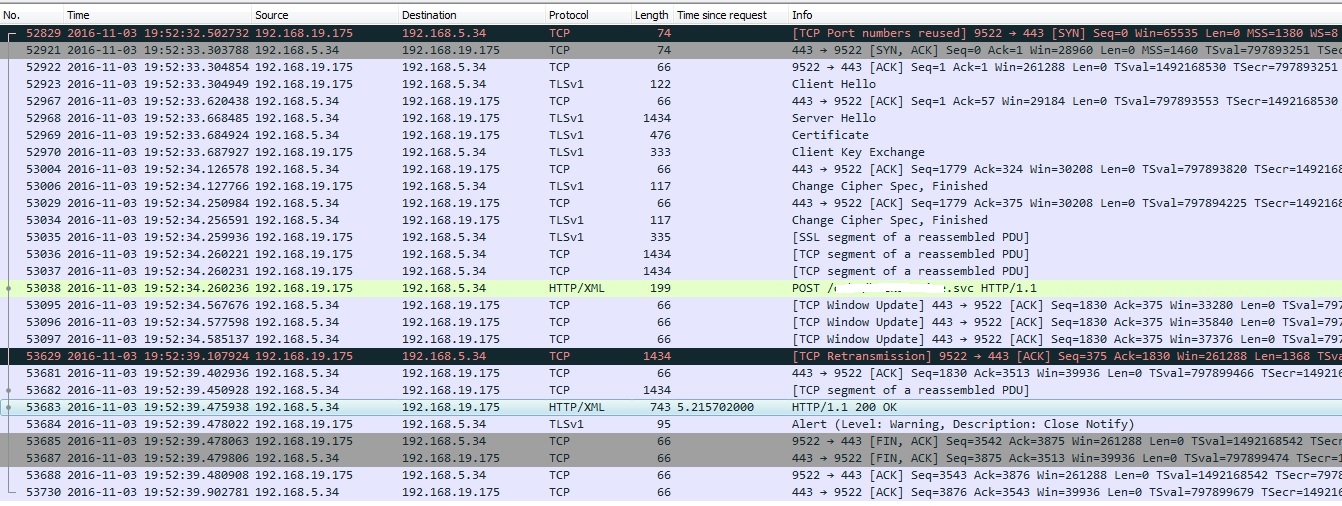 No. Time Source Destination Protocol Length Time since request Info
52829 2016-11-03 19:52:32.502732 192.168.19.175 192.168.5.34 TCP 74 [TCP Port numbers reused] 9522 → 443 [SYN] Seq=0 Win=65535 Len=0 MSS=1380 WS=8
52921 2016-11-03 19:52:33.303788 192.168.5.34 192.168.19.175 TCP 74 443 → 9522 [SYN, ACK] Seq=0 Ack=1 Win=28960 Len=0 MSS=1460 TSval=797893251 TSec
52922 2016-11-03 19:52:33.304854 192.168.19.175 192.168.5.34 TCP 66 9522 → 443 [ACK] Seq=1 Ack=1 Win=261288 Len=0 TSval=1492168530 TSecr=797893251
52923 2016-11-03 19:52:33.304949 192.168.19.175 192.168.5.34 TLSv1 122 Client Hello
52967 2016-11-03 19:52:33.620438 192.168.5.34 192.168.19.175 TCP 66 443 → 9522 [ACK] Seq=1 Ack=57 Win=29184 Len=0 TSval=797893553 TSecr=1492168530
52968 2016-11-03 19:52:33.668485 192.168.5.34 192.168.19.175 TLSv1 1434 Server Hello
52969 2016-11-03 19:52:33.684924 192.168.5.34 192.168.19.175 TLSv1 476 Certificate
52970 2016-11-03 19:52:33.687927 192.168.19.175 192.168.5.34 TLSv1 333 Client Key Exchange
53004 2016-11-03 19:52:34.126578 192.168.5.34 192.168.19.175 TCP 66 443 → 9522 [ACK] Seq=1779 Ack=324 Win=30208 Len=0 TSval=797893820 TSecr=1492168
53006 2016-11-03 19:52:34.127766 192.168.19.175 192.168.5.34 TLSv1 117 Change Cipher Spec, Finished
53029 2016-11-03 19:52:34.250984 192.168.5.34 192.168.19.175 TCP 66 443 → 9522 [ACK] Seq=1779 Ack=375 Win=30208 Len=0 TSval=797894225 TSecr=1492168
53034 2016-11-03 19:52:34.256591 192.168.5.34 192.168.19.175 TLSv1 117 Change Cipher Spec, Finished
53035 2016-11-03 19:52:34.259936 192.168.19.175 192.168.5.34 TLSv1 335 [SSL segment of a reassembled PDU]
53036 2016-11-03 19:52:34.260221 192.168.19.175 192.168.5.34 TCP 1434 [TCP segment of a reassembled PDU]
53037 2016-11-03 19:52:34.260231 192.168.19.175 192.168.5.34 TCP 1434 [TCP segment of a reassembled PDU]
53038 2016-11-03 19:52:34.260236 192.168.19.175 192.168.5.34 HTTP/XML 199 POST / .svc HTTP/1.1
53095 2016-11-03 19:52:34.567676 192.168.5.34 192.168.19.175 TCP 66 [TCP Window Update] 443 → 9522 [ACK] Seq=1830 Ack=375 Win=33280 Len=0 TSval=797
53096 2016-11-03 19:52:34.577598 192.168.5.34 192.168.19.175 TCP 66 [TCP Window Update] 443 → 9522 [ACK] Seq=1830 Ack=375 Win=35840 Len=0 TSval=797
53097 2016-11-03 19:52:34.585137 192.168.5.34 192.168.19.175 TCP 66 [TCP Window Update] 443 → 9522 [ACK] Seq=1830 Ack=375 Win=37376 Len=0 TSval=797
53629 2016-11-03 19:52:39.107924 192.168.19.175 192.168.5.34 TCP 1434 [TCP Retransmission] 9522 → 443 [ACK] Seq=375 Ack=1830 Win=261288 Len=1368 TSva
53681 2016-11-03 19:52:39.402936 192.168.5.34 192.168.19.175 TCP 66 443 → 9522 [ACK] Seq=1830 Ack=3513 Win=39936 Len=0 TSval=797899466 TSecr=149216
53682 2016-11-03 19:52:39.450928 192.168.5.34 192.168.19.175 TCP 1434 [TCP segment of a reassembled PDU]
53683 2016-11-03 19:52:39.475938 192.168.5.34 192.168.19.175 HTTP/XML 743 5.215702000 HTTP/1.1 200 OK
53684 2016-11-03 19:52:39.478022 192.168.19.175 192.168.5.34 TLSv1 95 Alert (Level: Warning, Description: Close Notify)
53685 2016-11-03 19:52:39.478063 192.168.19.175 192.168.5.34 TCP 66 9522 → 443 [FIN, ACK] Seq=3542 Ack=3875 Win=261288 Len=0 TSval=1492168542 TSecr
53687 2016-11-03 19:52:39.479806 192.168.5.34 192.168.19.175 TCP 66 443 → 9522 [FIN, ACK] Seq=3875 Ack=3513 Win=39936 Len=0 TSval=797899474 TSecr=1
53688 2016-11-03 19:52:39.480908 192.168.19.175 192.168.5.34 TCP 66 9522 → 443 [ACK] Seq=3543 Ack=3876 Win=261288 Len=0 TSval=1492168542 TSecr=7978
53730 2016-11-03 19:52:39.902781 192.168.5.34 192.168.19.175 TCP 66 443 → 9522 [ACK] Seq=3876 Ack=3543 Win=39936 Len=0 TSval=797899679 TSecr=149216